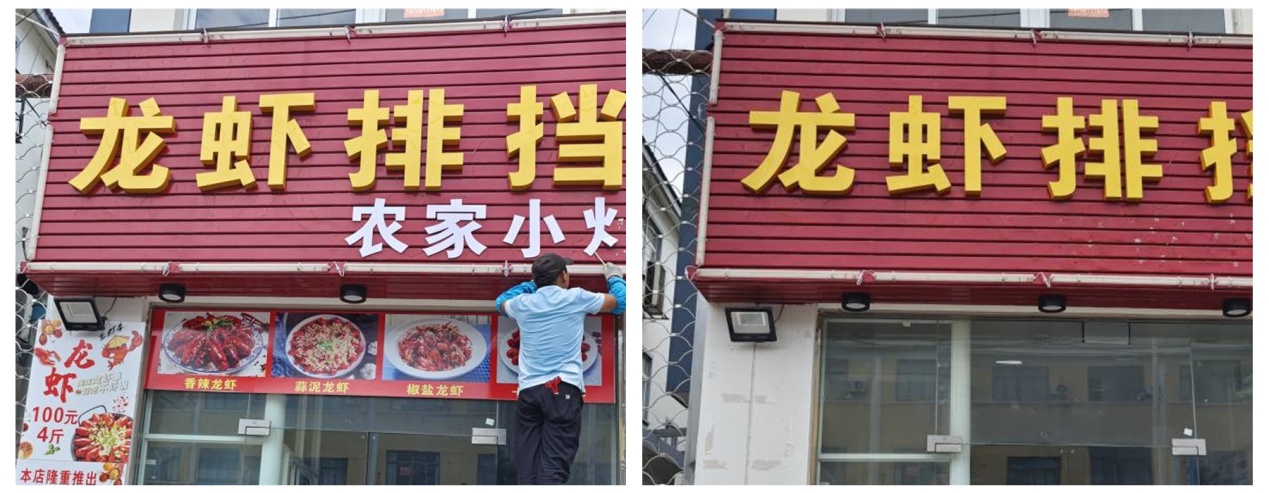 龙虾排挡
农家小炒
香辣龙虾
蒜泥龙虾
椒盐龙虾
龙虾
100元
4斤
本店隆重推出
龙虾排挡